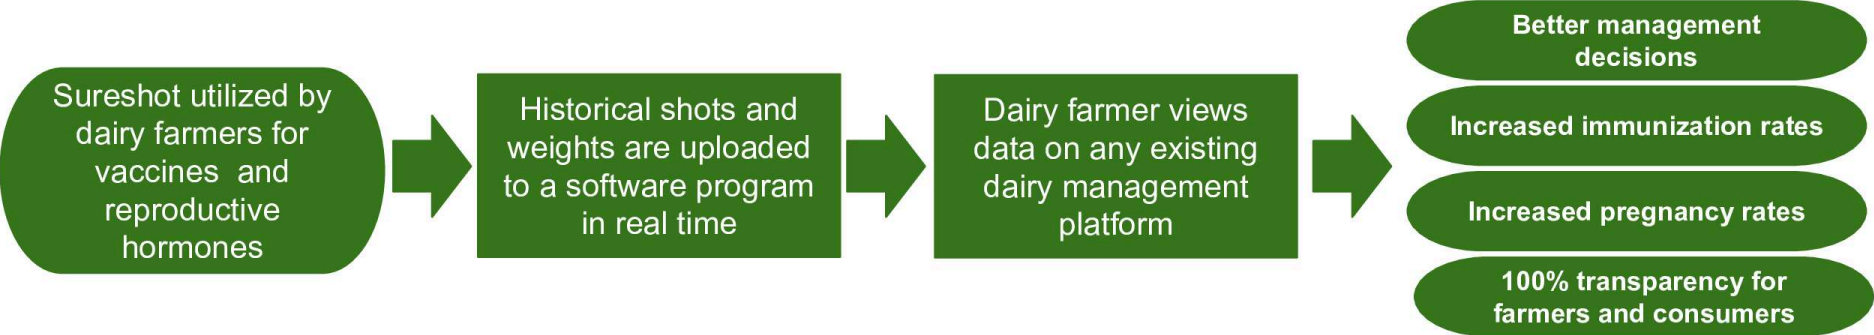 Sureshot utilized by
dairy farmers for
vaccines and
reproductive
hormones
Historical shots and
weights are uploaded
to a software program
in real time
Dairy farmer views
data on any existing
dairy management
platform
Better management
decisions
Increased immunization rates
Increased pregnancy rates
100% transparency for
farmers and consumers